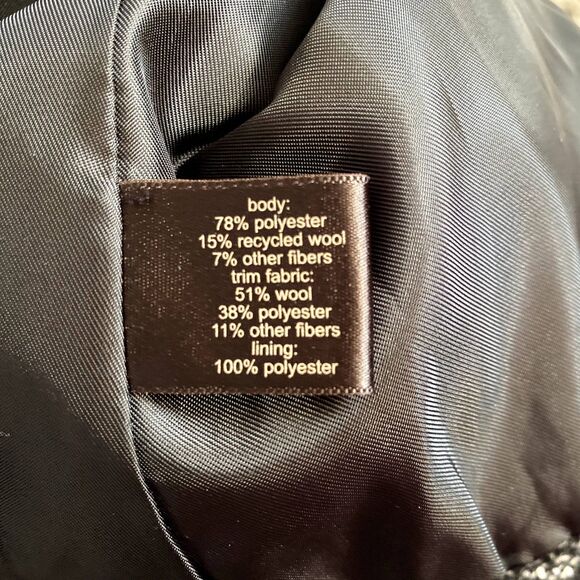 body:
78% polyester
15% recycled wool
7% other fibers
trim fabric:
51% wool
38% polyester
11% other fibers
lining:
100% polyester